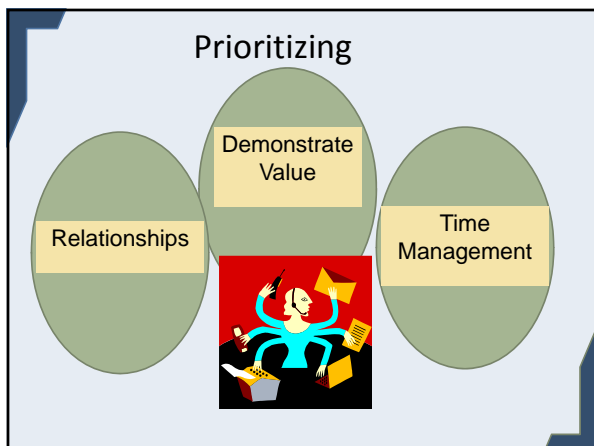 Prioritizing
Demonstrate
Value
Relationships
Time
Management